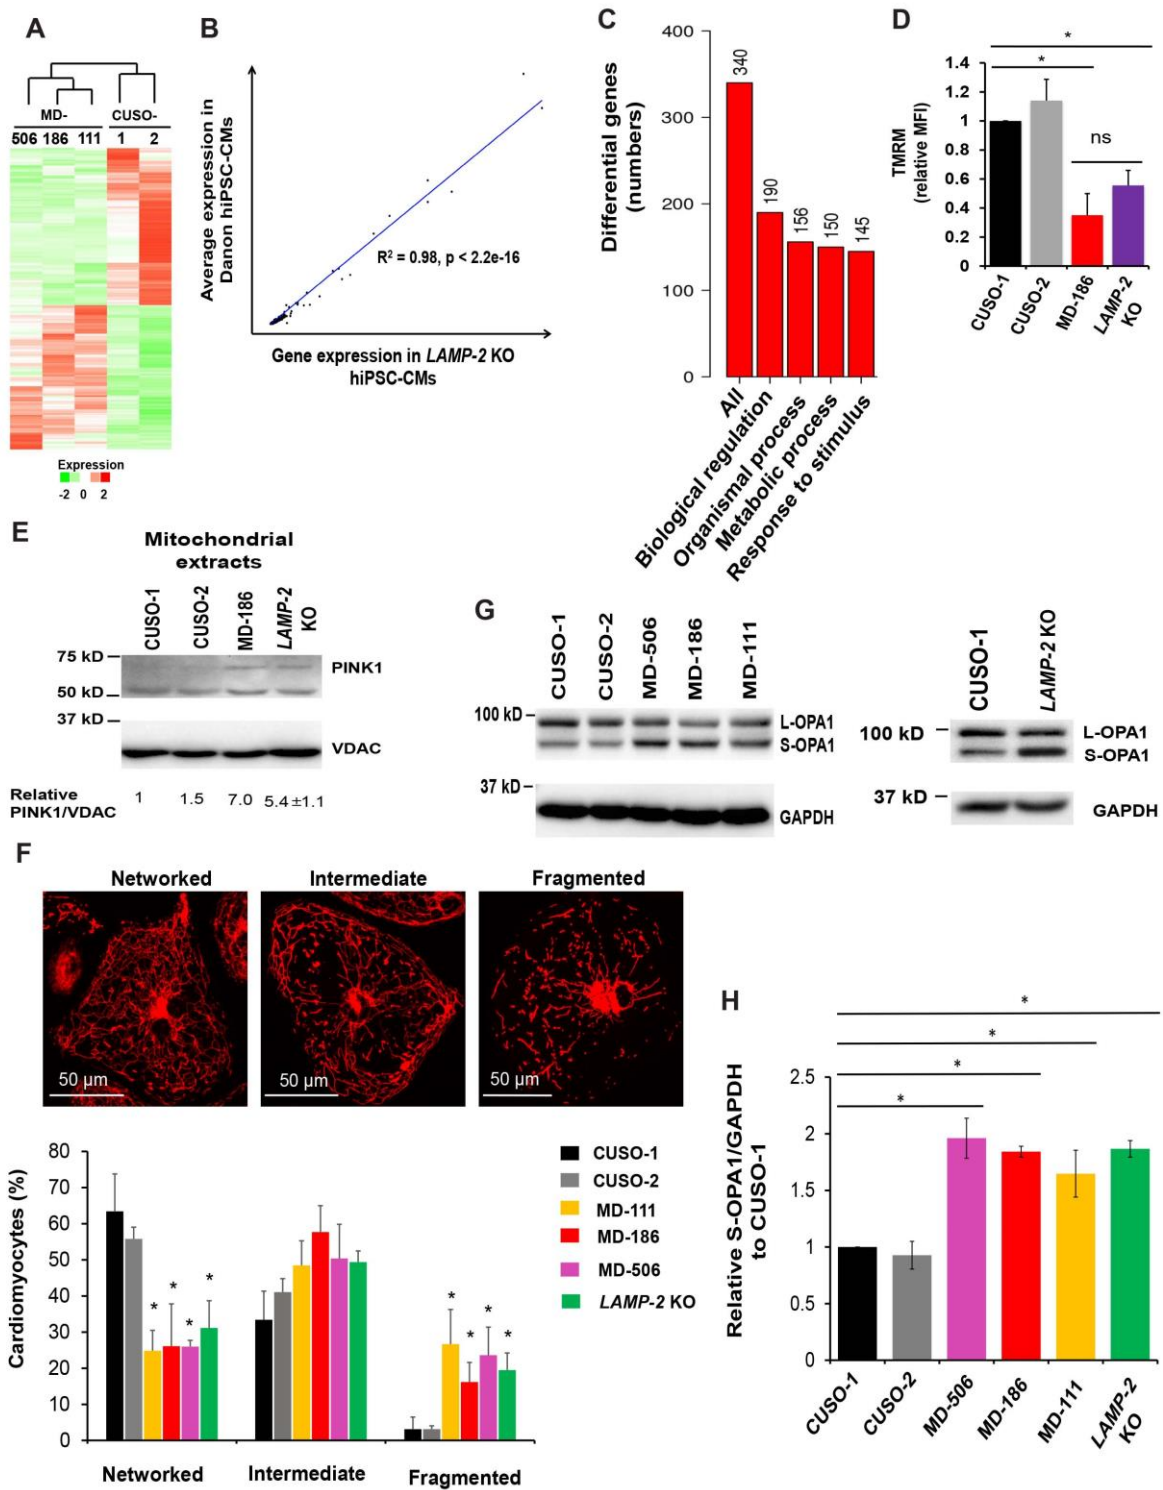 A
MD- CUSO-
506 186 111 1 2
Expression
-2 0 2
B
Average expression in
Danon hiPSC-CMs
R² = 0.98, p < 2.2e-16
Gene expression in LAMP-2 KO
hiPSC-CMs
C
Differential genes
(numbers)
400
300
200
100
0
340
190
156
150
145
All
Biological regulation
Organismal process
Metabolic process
Response to stimulus
D
TMRM
(relative MFI)
1.4
1.2
1
0.8
0.6
0.4
0.2
0
*
*
ns
CUSO-1
CUSO-2
MD-186
LAMP-2
KO
E
Mitochondrial
extracts
CUSO-1
CUSO-2
MD-186
LAMP-2
KO
75 kD
PINK1
50 kD
37 kD
VDAC
Relative
PINK1/VDAC
1 1.5 7.0 5.4 ±1.1
G
CUSO-1
CUSO-2
MD-506
MD-186
MD-111
100 kD
L-OPA1
S-OPA1
37 kD
GAPDH
CUSO-1
LAMP-2 KO
100 kD
L-OPA1
S-OPA1
37 kD
GAPDH
F
Networked
Intermediate
Fragmented
50 µm
50 µm
50 µm
Cardiomyocytes (%)
80
70
60
50
40
30
20
10
0
* * * *
* * * *
Networked
Intermediate
Fragmented
CUSO-1
CUSO-2
MD-111
MD-186
MD-506
LAMP-2 KO
H
Relative S-OPA1/GAPDH
to CUSO-1
2.5
2
1.5
1
0.5
0
*
*
*
*
CUSO-1
CUSO-2
MD-506
MD-186
MD-111
LAMP-2
KO